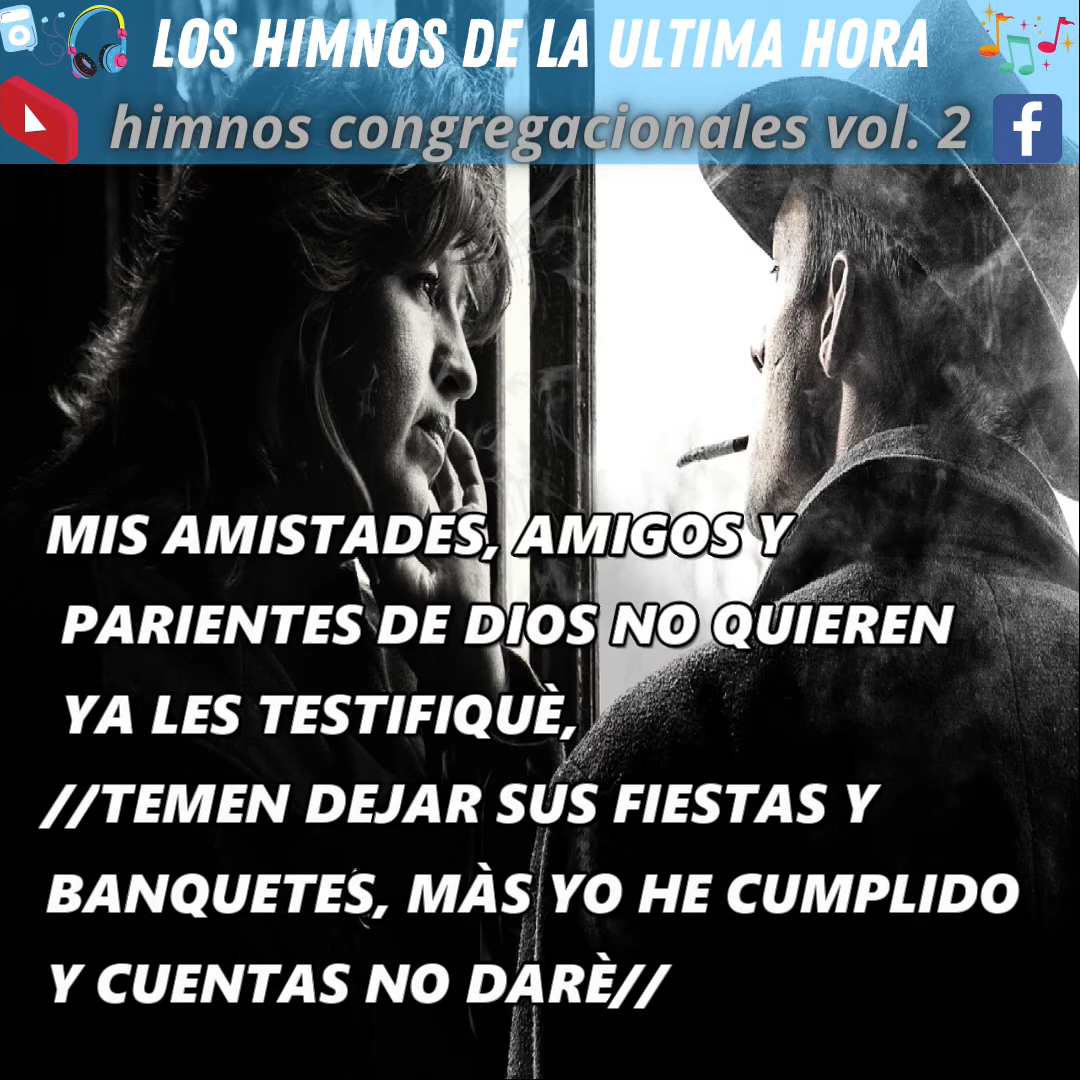 LOS HIMNOS DE LA ULTIMA HORA
himnos congregacionales vol. 2
f
MIS AMISTADES, AMIGOS Y
PARIENTES DE DIOS NO QUIEREN
YA LES TESTIFIQUÈ,
//TEMEN DEJAR SUS FIESTAS Y
BANQUETES, MÀS YO HE CUMPLIDO
Y CUENTAS NO DARÈ//